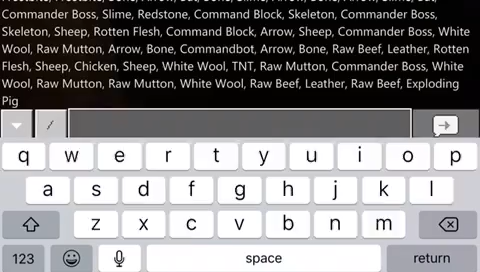 Commander Boss, Slime, Redstone, Command Block, Skeleton, Commander Boss,
Skeleton, Sheep, Rotten Flesh, Command Block, Arrow, Sheep, Commander Boss, White
Wool, Raw Mutton, Arrow, Bone, Commandbot, Arrow, Bone, Raw Beef, Leather, Rotten
Flesh, Sheep, Chicken, Sheep, White Wool, TNT, Raw Mutton, Commander Boss, White
Wool, Raw Mutton, Raw Mutton, White Wool, Raw Beef, Leather, Raw Beef, Exploding
Pig
/
q w e r t y u i o p
a s d f g h j k l
z x c v b n m
123 space return